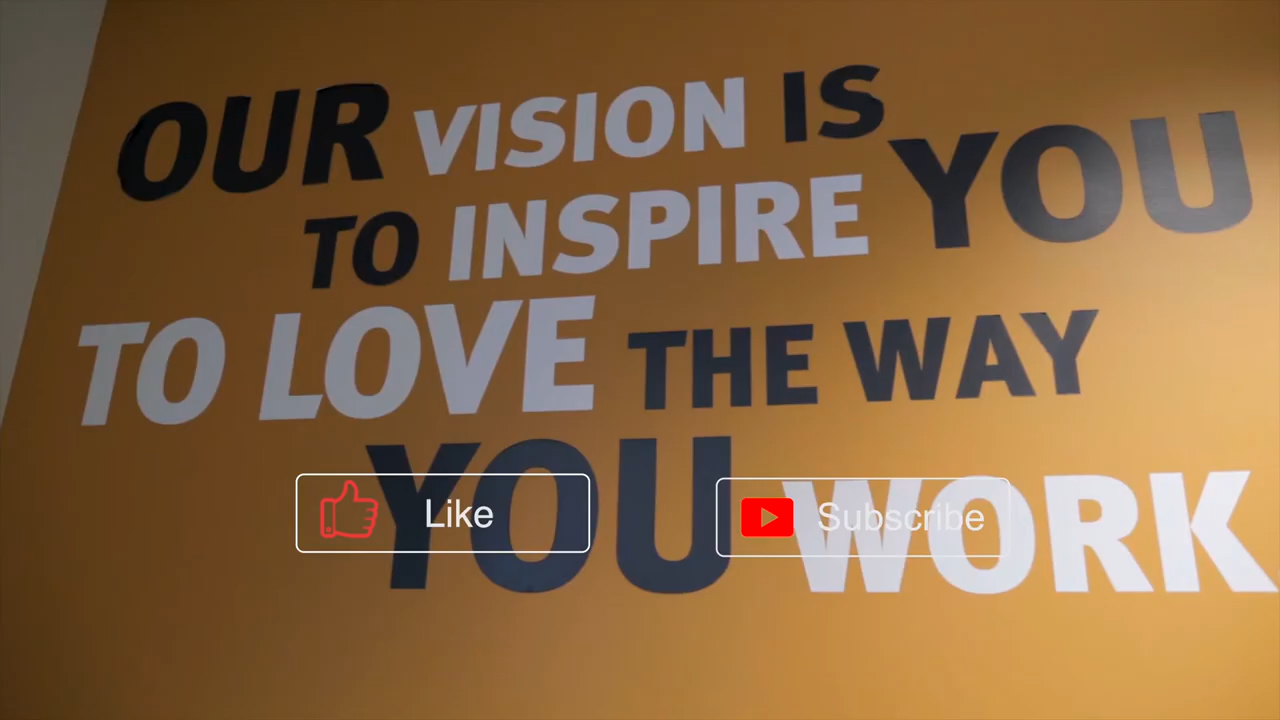 OUR VISION IS
TO INSPIRE YOU
TO LOVE THE WAY
YOU WORK
Like
Subscribe